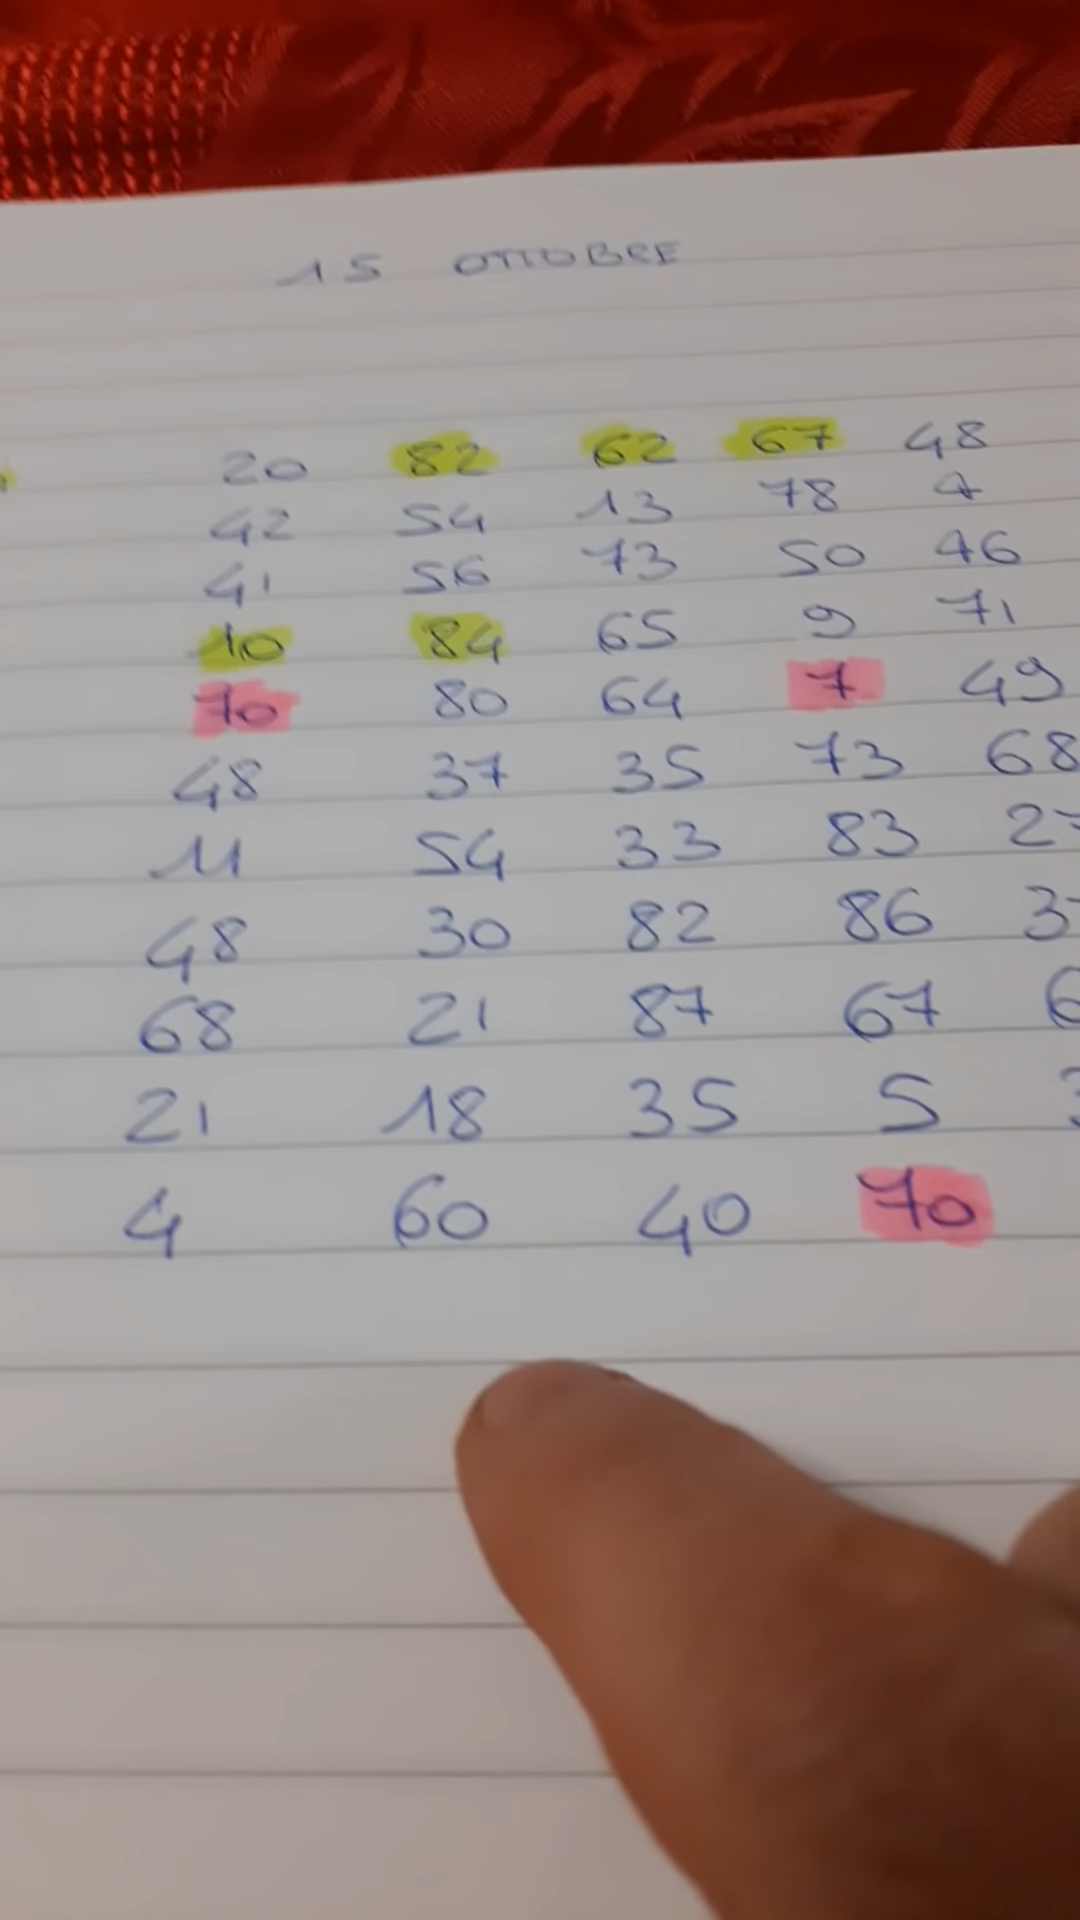 15 OTTOBRE
20 82 62 67 48
42 54 13 78 4
41 56 73 50 46
10 84 65 9 71
70 80 64 7 49
48 37 35 73 68
11 54 33 83
48 30 82 86
68 21 87 67
21 18 35 5
4 60 40 70